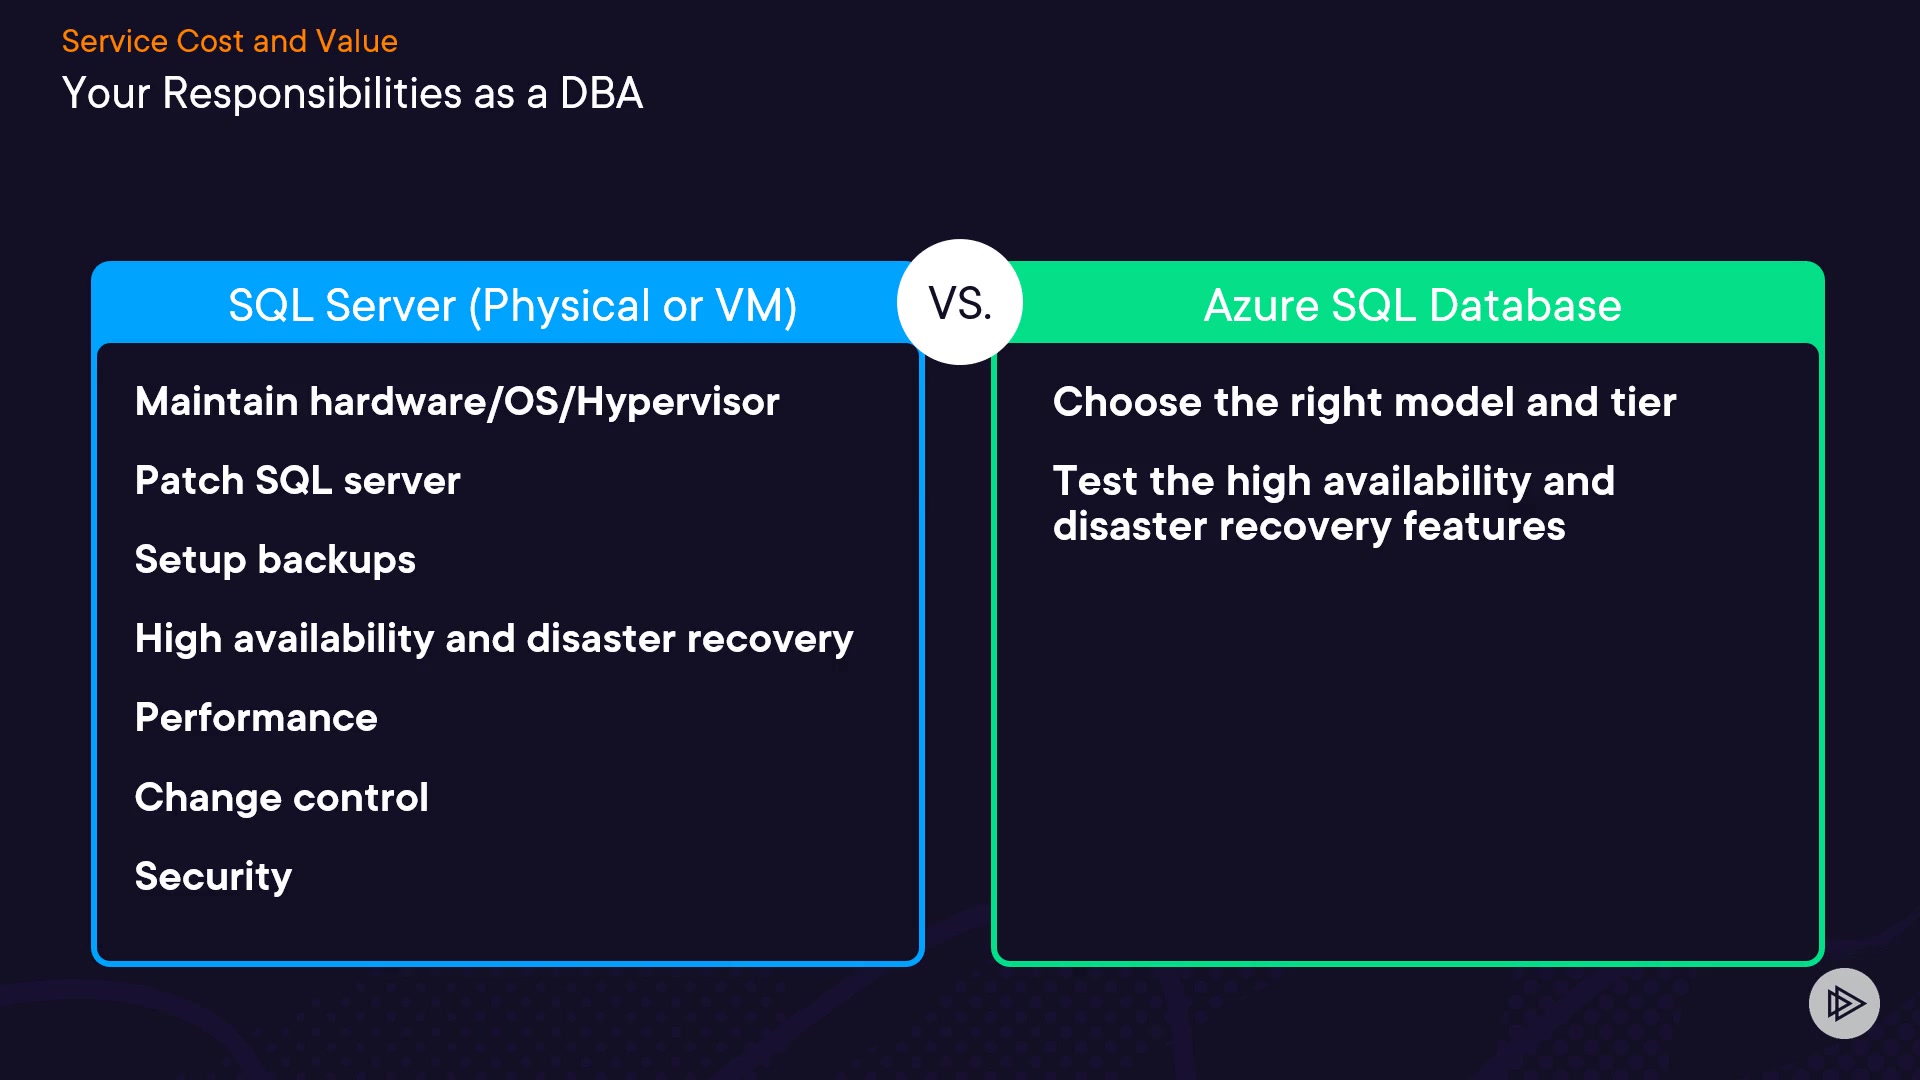 Service Cost and Value
Your Responsibilities as a DBA
SQL Server (Physical or VM)
VS.
Azure SQL Database
Maintain hardware/OS/Hypervisor
Patch SQL server
Setup backups
High availability and disaster recovery
Performance
Change control
Security
Choose the right model and tier
Test the high availability and
disaster recovery features